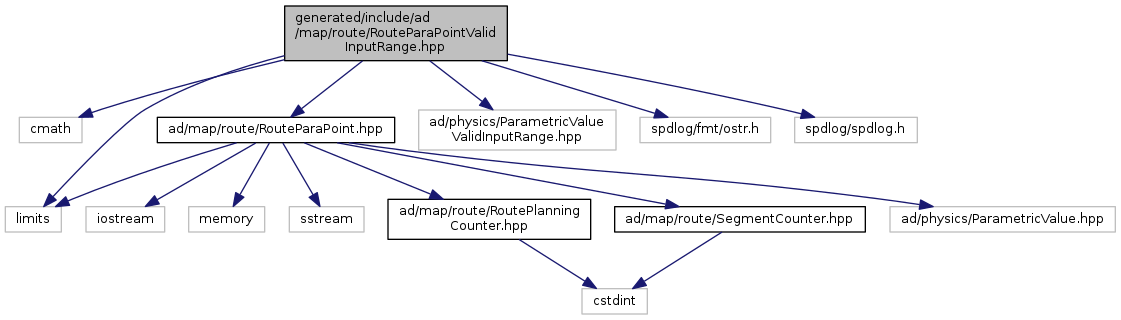 generated/include/ad
/map/route/RouteParaPointValid
InputRange.hpp
cmath
ad/map/route/RouteParaPoint.hpp
ad/physics/ParametricValue
ValidInputRange.hpp
spdlog/fmt/ostr.h
spdlog/spdlog.h
limits
iostream
memory
sstream
ad/map/route/RoutePlanning
Counter.hpp
ad/map/route/SegmentCounter.hpp
ad/physics/ParametricValue.hpp
cstdint